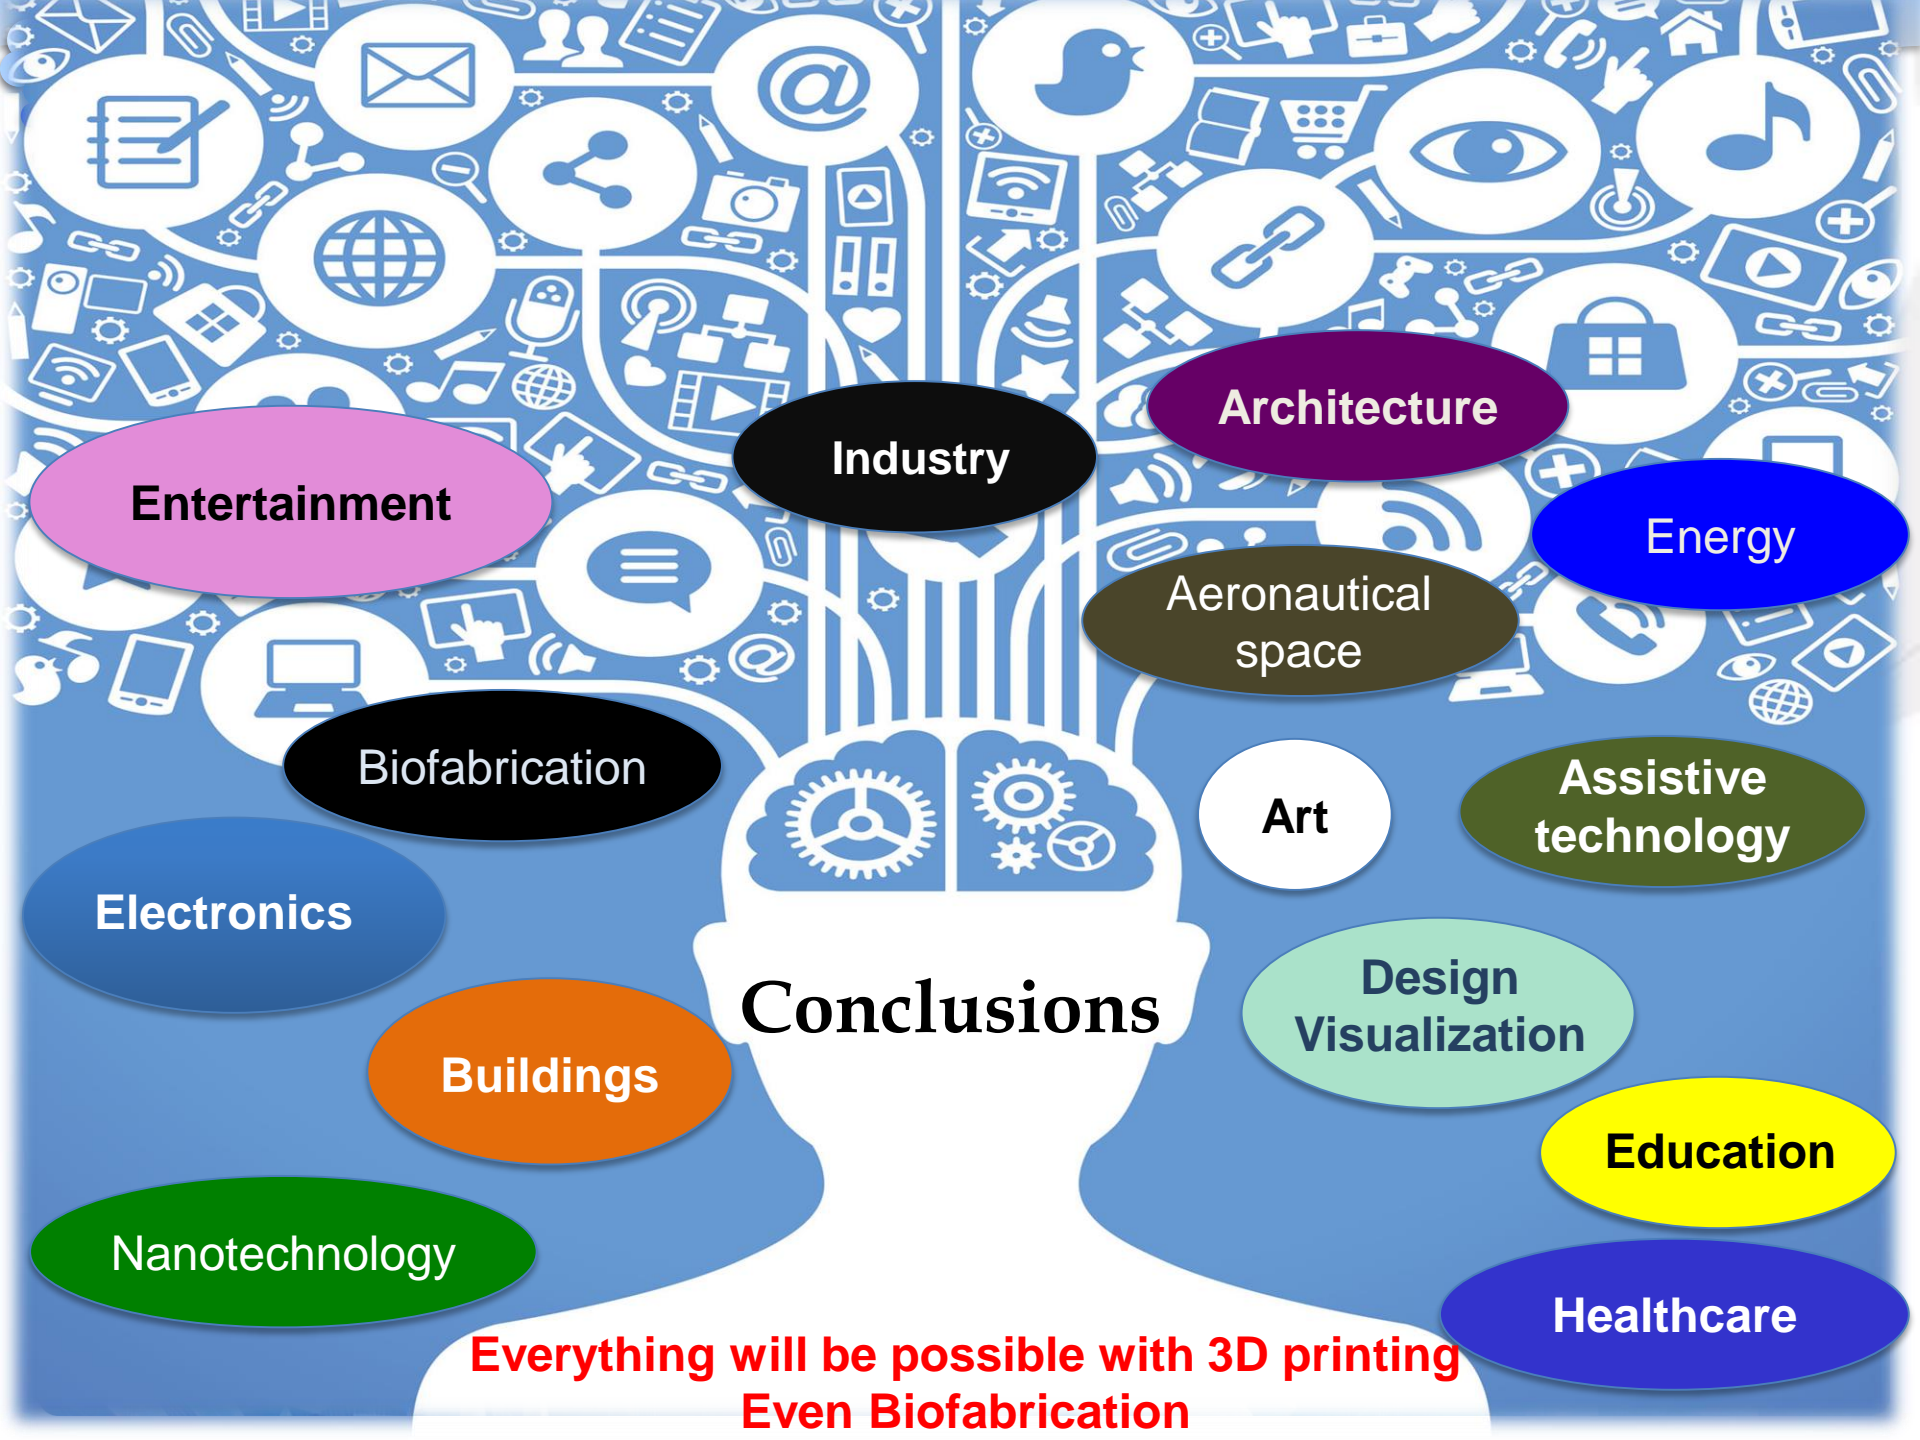 Architecture
Industry
Entertainment
Energy
Aeronautical
space
Biofabrication
Art
Assistive
technology
Electronics
Design
Visualization
Conclusions
Buildings
Education
Nanotechnology
Healthcare
Everything will be possible with 3D printing
Even Biofabrication